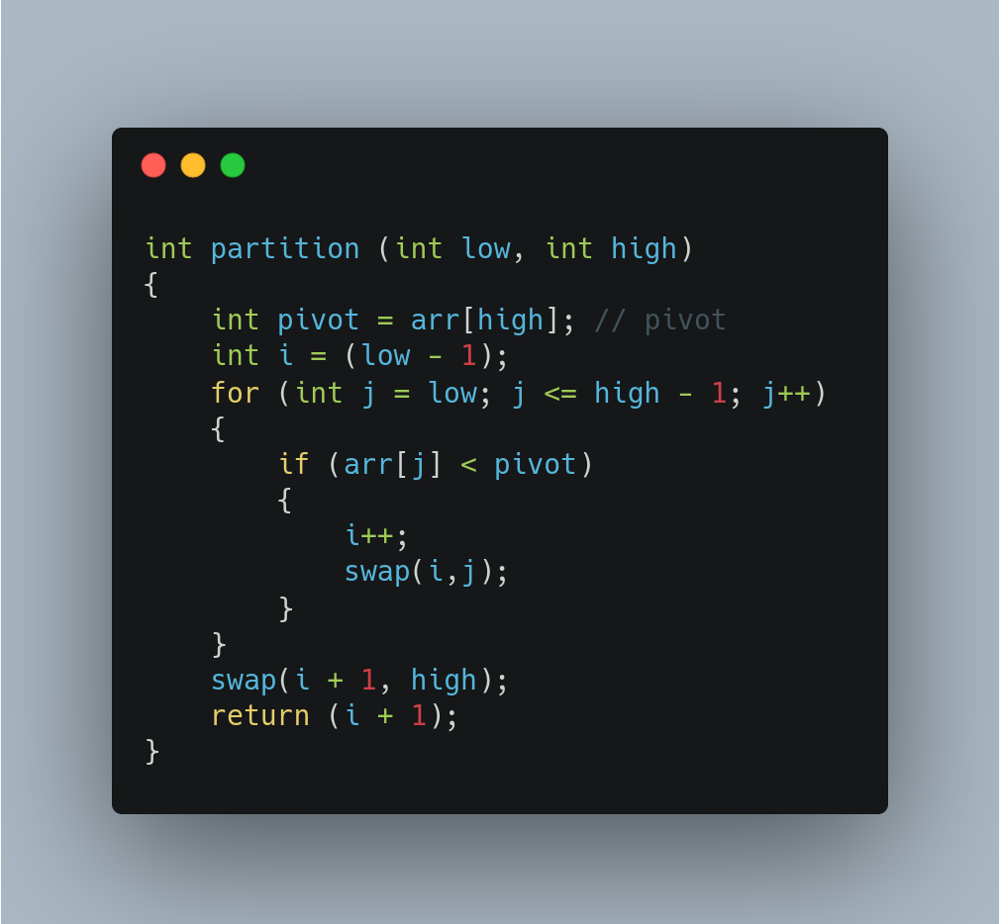 int partition (int low, int high)
{
    int pivot = arr[high]; // pivot
    int i = (low - 1);
    for (int j = low; j <= high - 1; j++)
    {
        if (arr[j] < pivot)
        {
            i++;
            swap(i,j);
        }
    }
    swap(i + 1, high);
    return (i + 1);
}